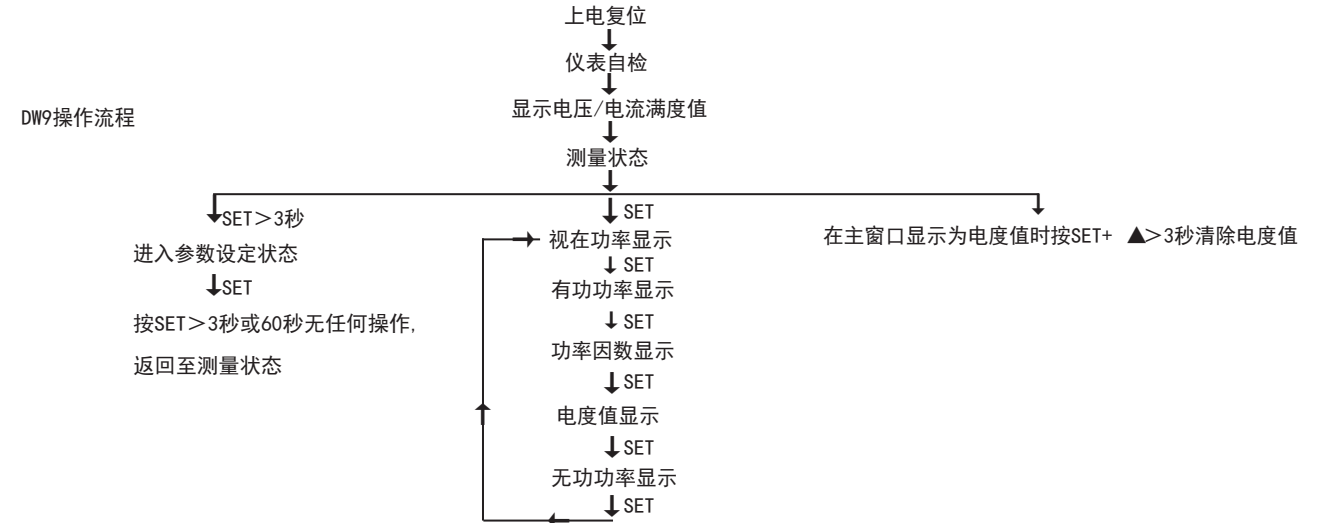 上电复位
仪表自检
DW9操作流程
显示电压/电流满度值
测量状态
SET＞3秒
进入参数设定状态
SET
按SET＞3秒或60秒无任何操作,
返回至测量状态
SET
视在功率显示
SET
有功功率显示
SET
功率因数显示
SET
电度值显示
SET
无功功率显示
SET
在主窗口显示为电度值时按SET+ ▲＞3秒清除电度值